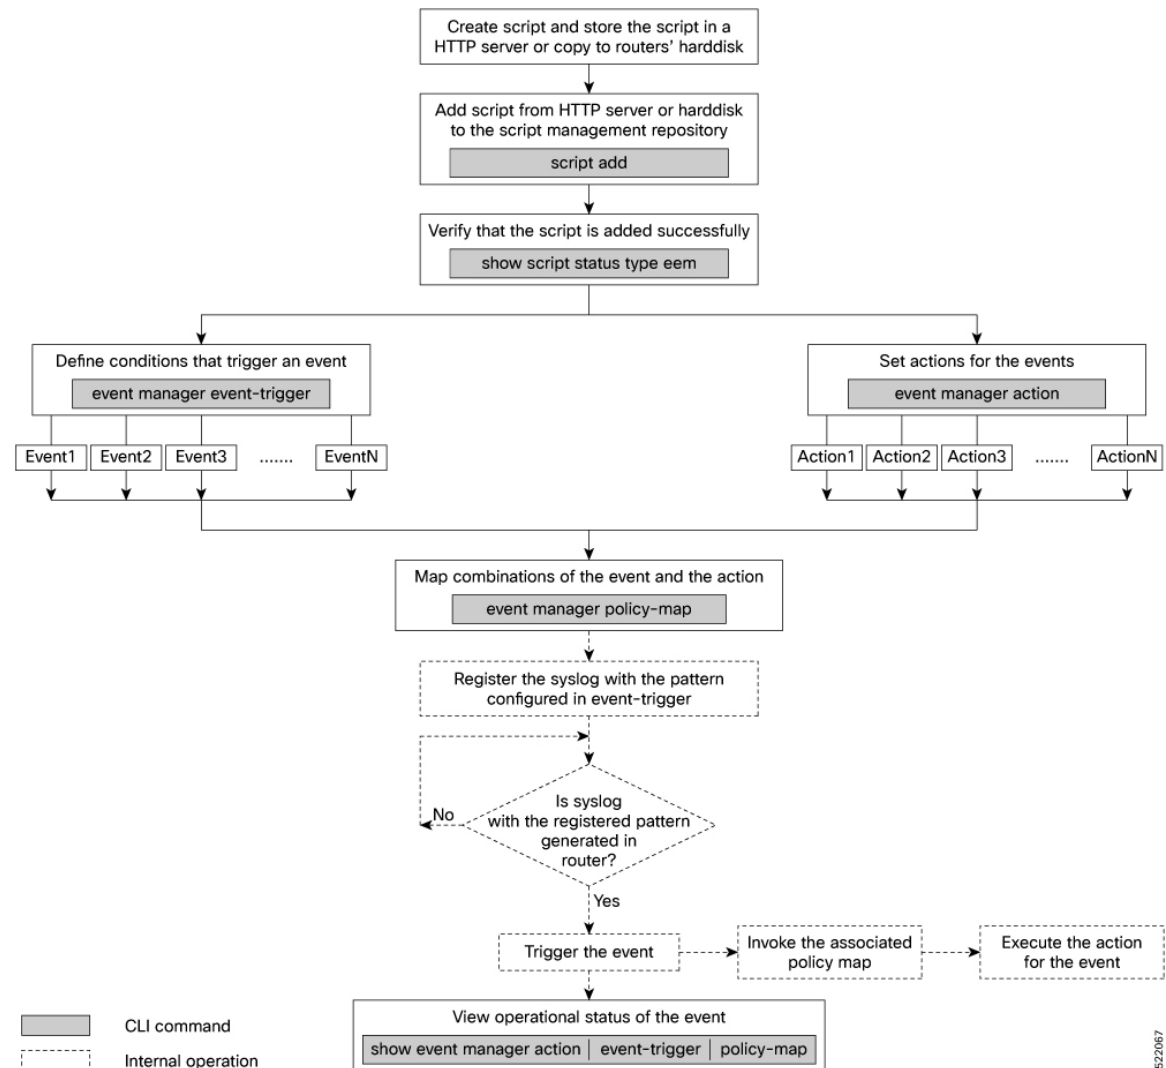 Create script and store the script in a
HTTP server or copy to routers' harddisk
Add script from HTTP server or harddisk
to the script management repository
script add
Verify that the script is added successfully
show script status type eem
Define conditions that trigger an event
event manager event-trigger
Event1 Event2 Event3 ....... EventN
Set actions for the events
event manager action
Action1 Action2 Action3 ....... ActionN
Map combinations of the event and the action
event manager policy-map
Register the syslog with the pattern
configured in event-trigger
Is syslog
with the registered pattern
generated in
router?
No
Yes
Trigger the event
Invoke the associated
policy map
Execute the action
for the event
View operational status of the event
show event manager action | event-trigger | policy-map
CLI command
Internal operation
522067